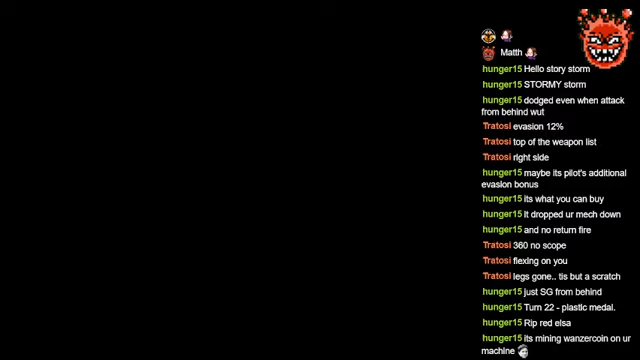 Matth
hunger15 Hello story storm
hunger15 STORMY storm
hunger15 dodged even when attack
from behind wut
Tratosi evasion 12%
Tratosi top of the weapon list
Tratosi right side
hunger15 maybe its pilot's additional
evasion bonus
hunger15 its what you can buy
hunger15 It dropped ur mech down
hunger15 and no return fire
Tratosi 360 no scope
Tratosi flexing on you
Tratosi legs gone.. tis but a scratch
hunger15 just SG from behind
hunger15 Turn 22 - plastic medal.
hunger15 Rip red elsa
hunger15 its mining wanzercoin on ur
machine